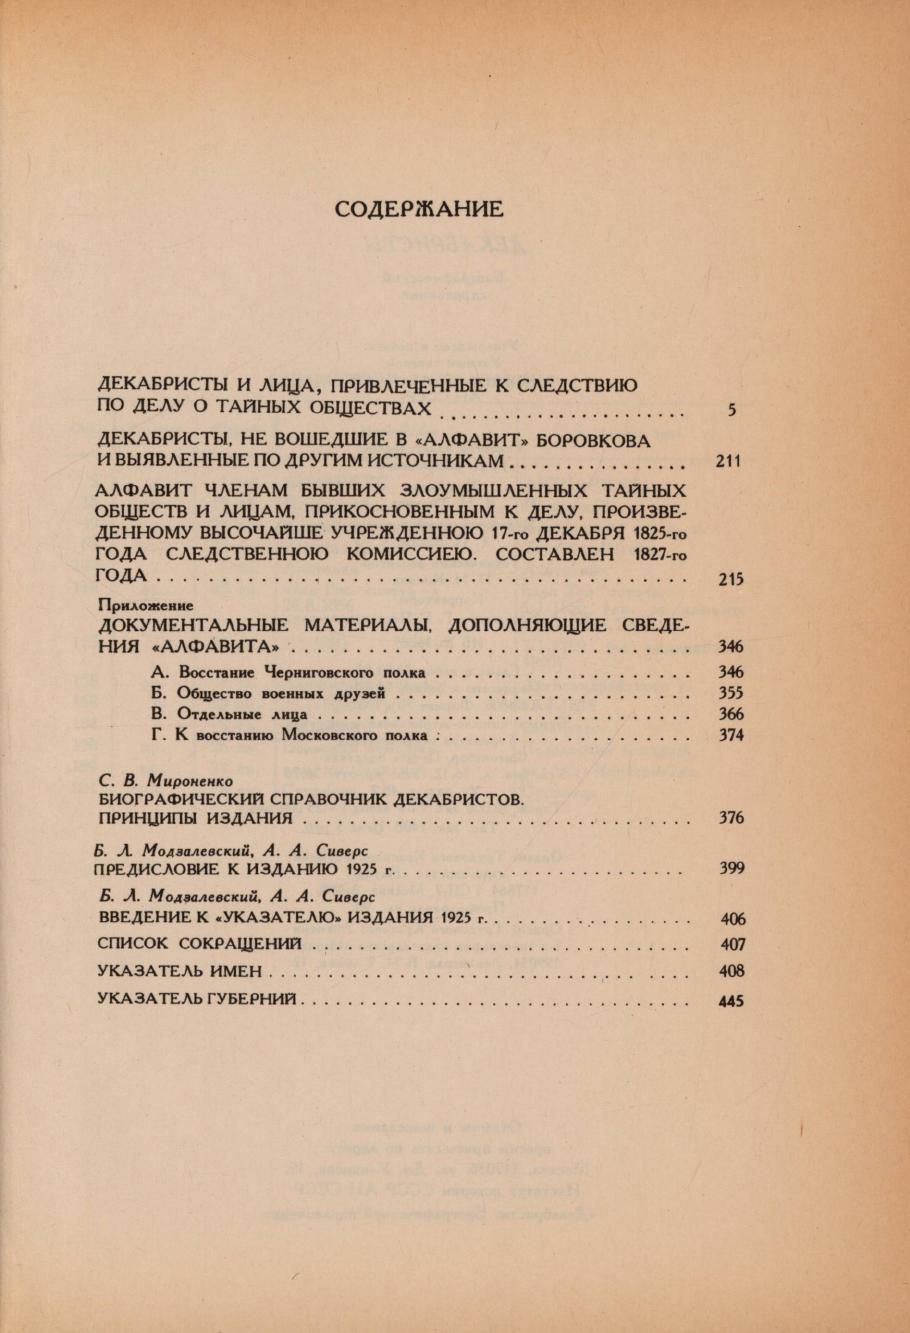 СОДЕРЖАНИЕ
ДЕКАБРИСТЫ И ЛИЦА, ПРИВЛЕЧЕННЫЕ К СЛЕДСТВИЮ
ПО ДЕЛУ О ТАЙНЫХ ОБЩЕСТВАХ . . . . . . . . . . . . . . . . . . . 5
ДЕКАБРИСТЫ, НЕ ВОШЕДШИЕ В «АЛФАВИТ» БОРОВКОВА
И ВЫЯВЛЕННЫЕ ПО ДРУГИМ ИСТОЧНИКАМ . . . . . . . . . . . . . . 211
АЛФАВИТ ЧЛЕНАМ БЫВШИХ ЗЛОУМЫШЛЕННЫХ ТАЙНЫХ
ОБЩЕСТВ И ЛИЦАМ, ПРИКОСНОВЕННЫМ К ДЕЛУ, ПРОИЗВЕ-
ДЕННОМУ ВЫСОЧАЙШЕ УЧРЕЖДЕННОЮ 17-го ДЕКАБРЯ 1825-го
ГОДА СЛЕДСТВЕННОЮ КОМИССИЕЮ. СОСТАВЛЕН 1827-го
ГОДА . . . . . . . . . . . . . . . . . . . . . . . . . . . . . . . . . . . . . . . . . 215
Приложение
ДОКУМЕНТАЛЬНЫЕ МАТЕРИАЛЫ, ДОПОЛНЯЮЩИЕ СВЕДЕ-
НИЯ «АЛФАВИТА» . . . . . . . . . . . . . . . . . . . . . . . . . . . . . . . 346
А. Восстание Черниговского полка . . . . . . . . . . . . . . . . . . . . 346
Б. Общество военных друзей . . . . . . . . . . . . . . . . . . . . . . . 355
В. Отдельные лица . . . . . . . . . . . . . . . . . . . . . . . . . . . . . 366
Г. К восстанию Московского полка . . . . . . . . . . . . . . . . . . . . 374
С. В. Мироненко
БИОГРАФИЧЕСКИЙ СПРАВОЧНИК ДЕКАБРИСТОВ.
ПРИНЦИПЫ ИЗДАНИЯ . . . . . . . . . . . . . . . . . . . . . . . . . . . . . . 376
Б. Л. Модзалевский, А. А. Сиверс
ПРЕДИСЛОВИЕ К ИЗДАНИЮ 1925 г. . . . . . . . . . . . . . . . . . . . . . . 399
Б. Л. Модзалевский, А. А. Сиверс
ВВЕДЕНИЕ К «УКАЗАТЕЛЮ» ИЗДАНИЯ 1925 г. . . . . . . . . . . . . . . . . 406
СПИСОК СОКРАЩЕНИЙ . . . . . . . . . . . . . . . . . . . . . . . . . . . . . 407
УКАЗАТЕЛЬ ИМЕН . . . . . . . . . . . . . . . . . . . . . . . . . . . . . . . . 408
УКАЗАТЕЛЬ ГУБЕРНИЙ . . . . . . . . . . . . . . . . . . . . . . . . . . . . . . 445